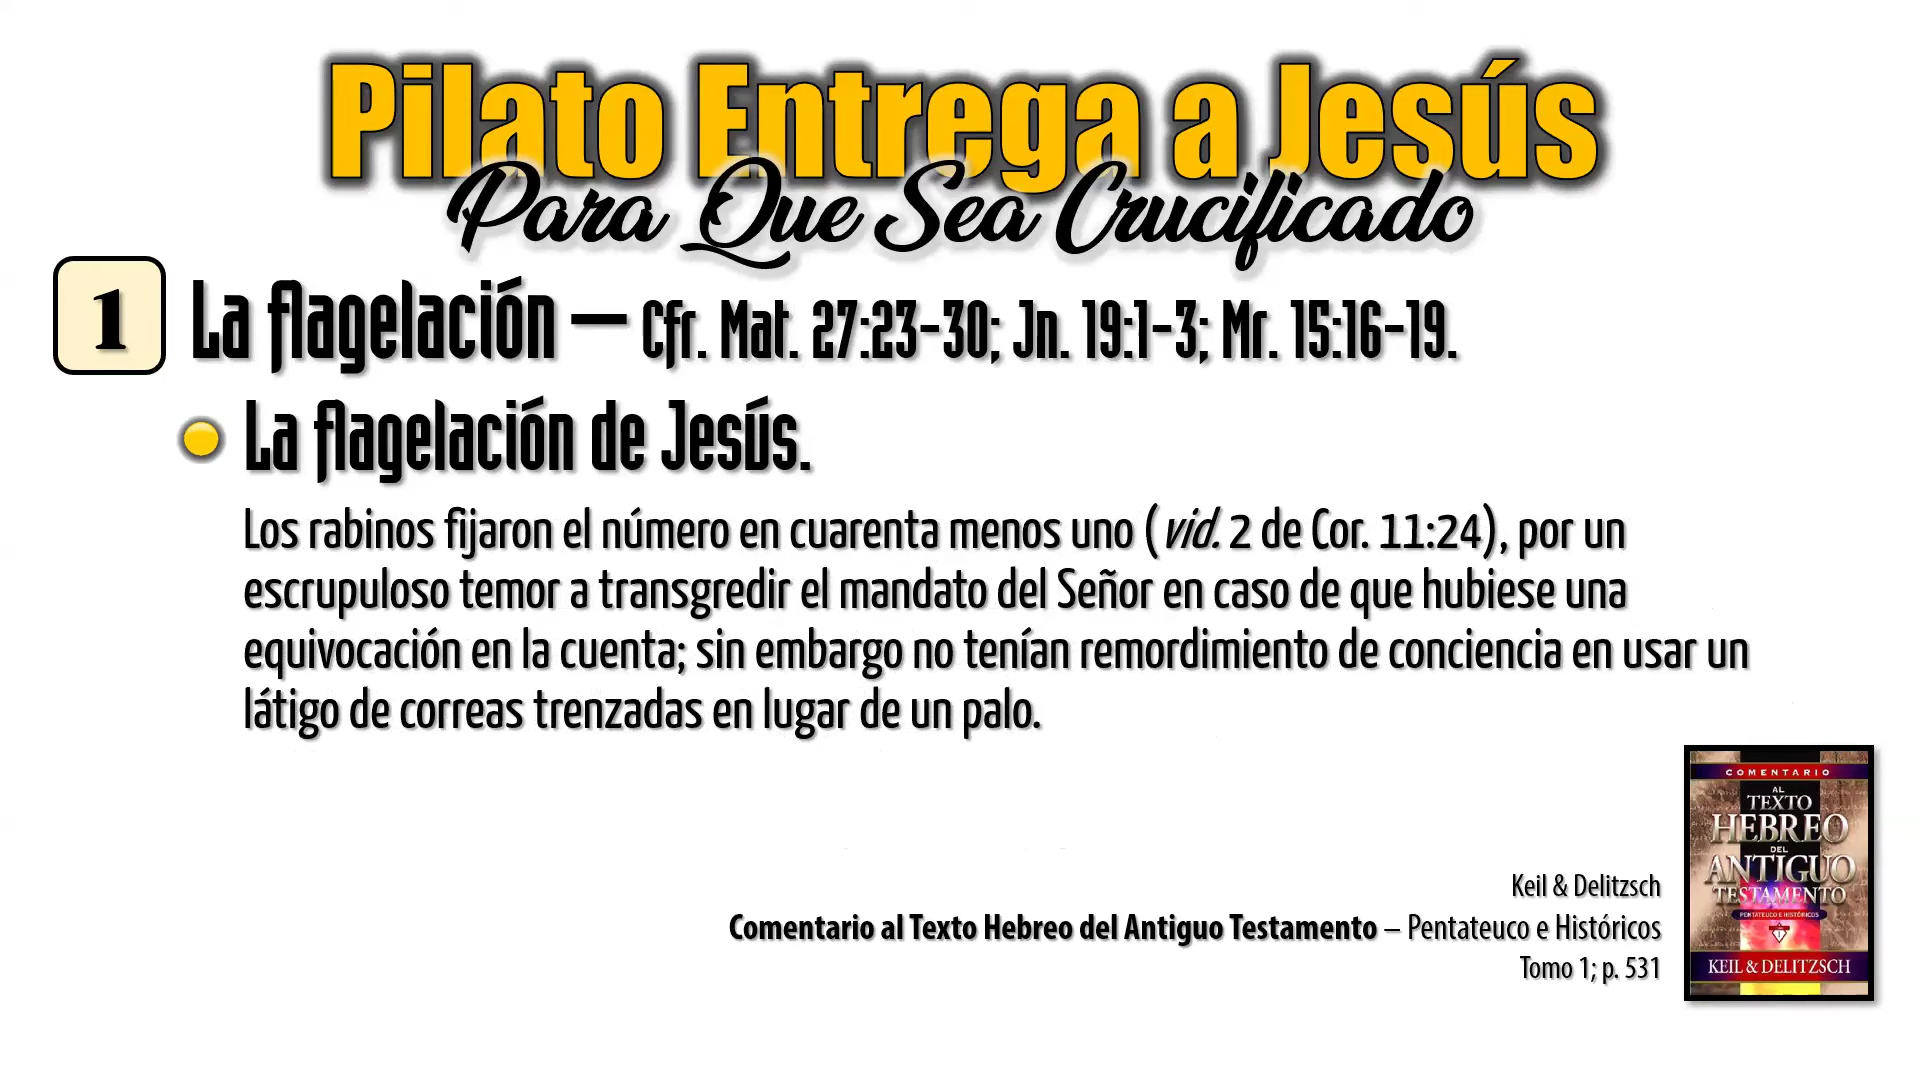 Pilato Entrega a Jesús
Para Que Sea Crucificado
1
La flagelación — Cfr. Mat. 27:23-30; Jn. 19:1-3; Mr. 15:16-19.
La flagelación de Jesús.
Los rabinos fijaron el número en cuarenta menos uno (vid. 2 de Cor. 11:24), por un
escrupuloso temor a transgredir el mandato del Señor en caso de que hubiese una
equivocación en la cuenta; sin embargo no tenían remordimiento de conciencia en usar un
látigo de correas trenzadas en lugar de un palo.
Keil & Delitzsch
Comentario al Texto Hebreo del Antiguo Testamento – Pentateuco e Históricos
Tomo 1; p. 531
COMENTARIO
AL
TEXTO
HEBREO
DEL
ANTIGUO
TESTAMENTO
PENTATEUCO E HISTÓRICOS
KEIL & DELITZSCH